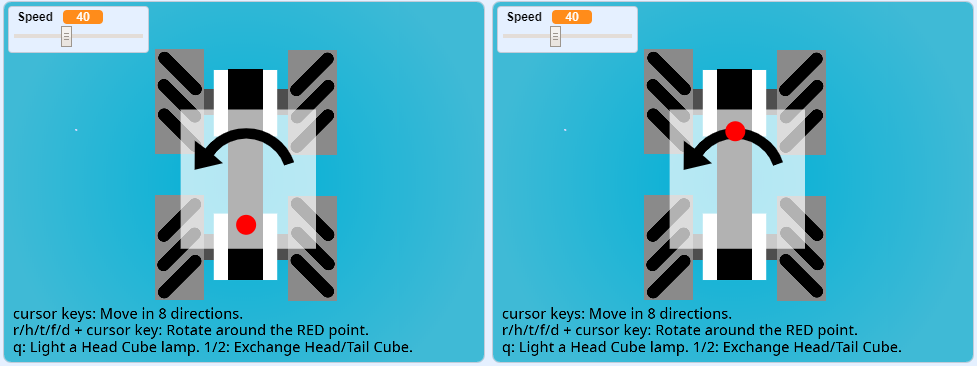 Speed 40
cursor keys: Move in 8 directions.
r/h/t/f/d + cursor key: Rotate around the RED point.
q: Light a Head Cube lamp. 1/2: Exchange Head/Tail Cube.
Speed 40
cursor keys: Move in 8 directions.
r/h/t/f/d + cursor key: Rotate around the RED point.
q: Light a Head Cube lamp. 1/2: Exchange Head/Tail Cube.